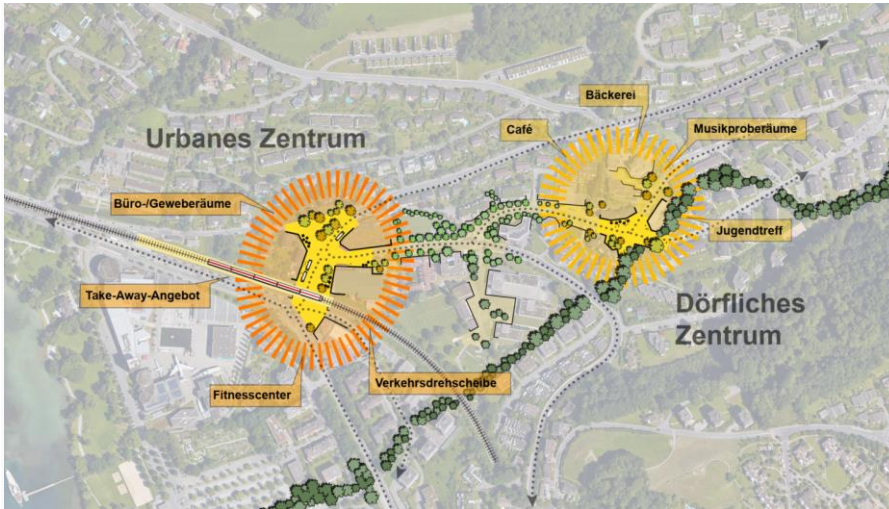 Bäckerei
Café
Musikproberäume
Urbanes Zentrum
Büro-/Geweberäume
Jugendtreff
Take-Away-Angebot
Dörfliches
Zentrum
Verkehrsdrehscheibe
Fitnesscenter